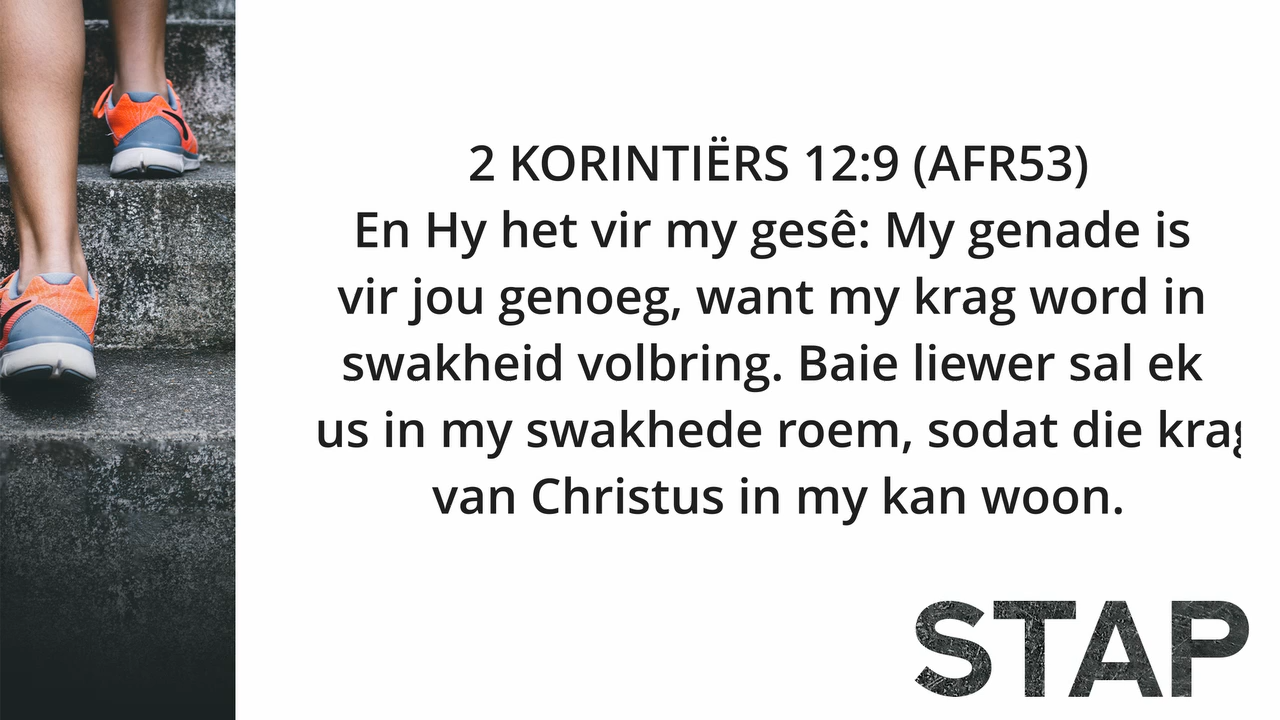 2 KORINTIËRS 12:9 (AFR53)
En Hy het vir my gesê: My genade is
vir jou genoeg, want my krag word in
swakheid volbring. Baie liewer sal ek
us in my swakhede roem, sodat die krag
van Christus in my kan woon.
STAP